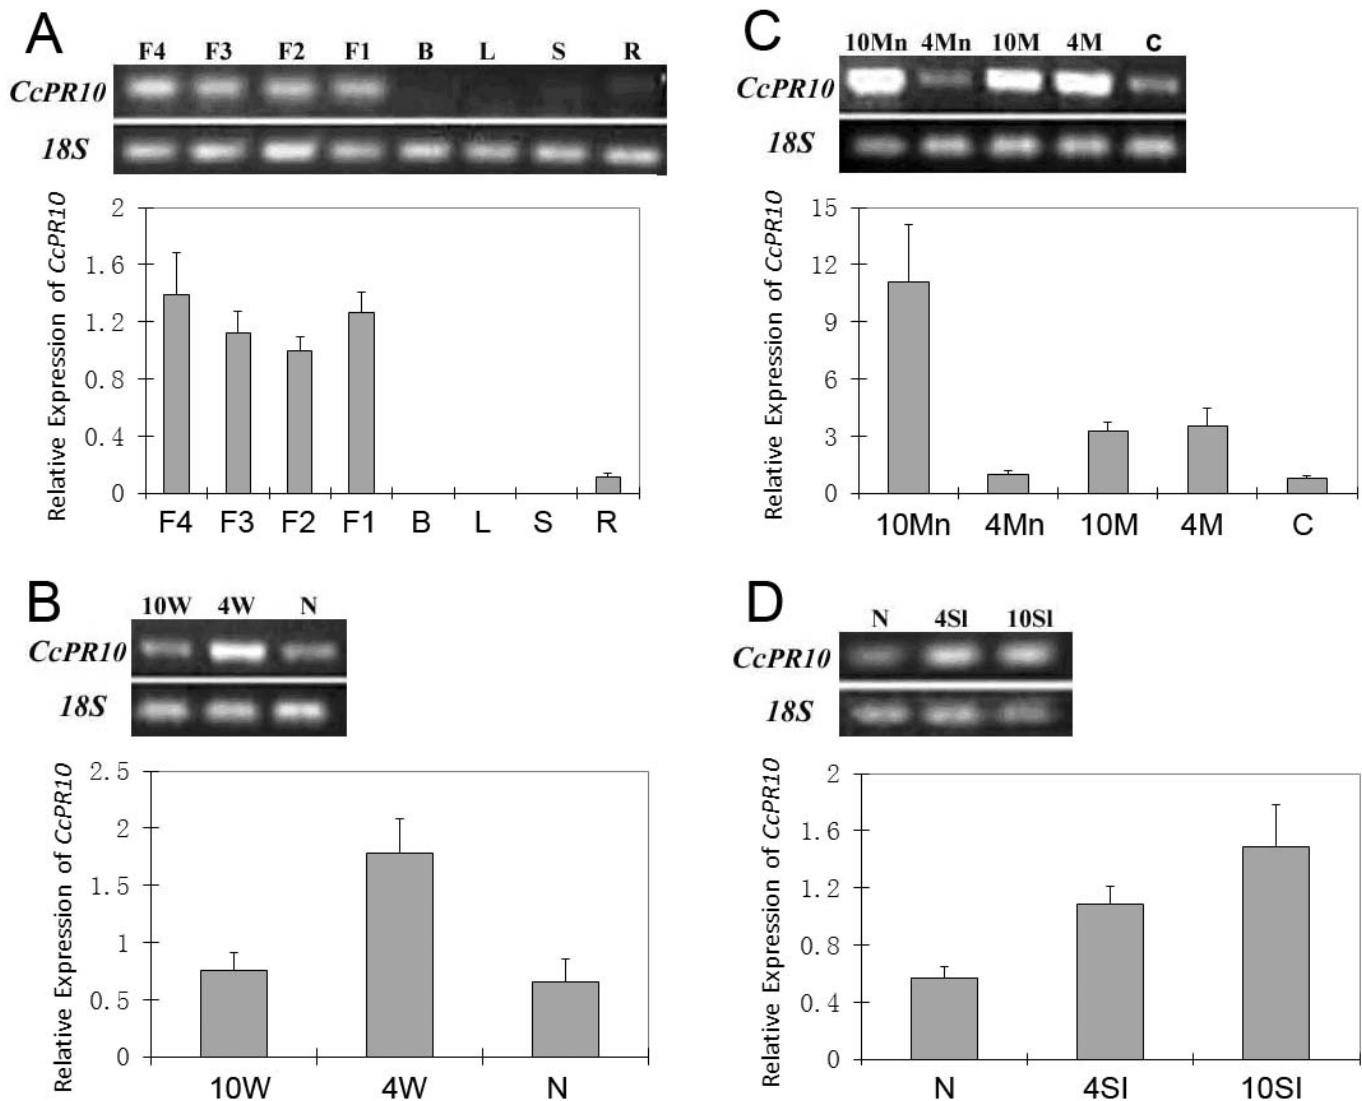 A
F4 F3 F2 F1 B L S R
CcPR10
18S
Relative Expression of CcPR10
2
1.6
1.2
0.8
0.4
0
F4 F3 F2 F1 B L S R
B
10W 4W N
CcPR10
18S
Relative Expression of CcPR10
2.5
2
1.5
1
0.5
0
10W 4W N
C
10Mn 4Mn 10M 4M C
CcPR10
18S
Relative Expression of CcPR10
15
12
9
6
3
0
10Mn 4Mn 10M 4M C
D
N 4SI 10SI
CcPR10
18S
Relative Expression of CcPR10
2
1.6
1.2
0.8
0.4
0
N 4SI 10SI